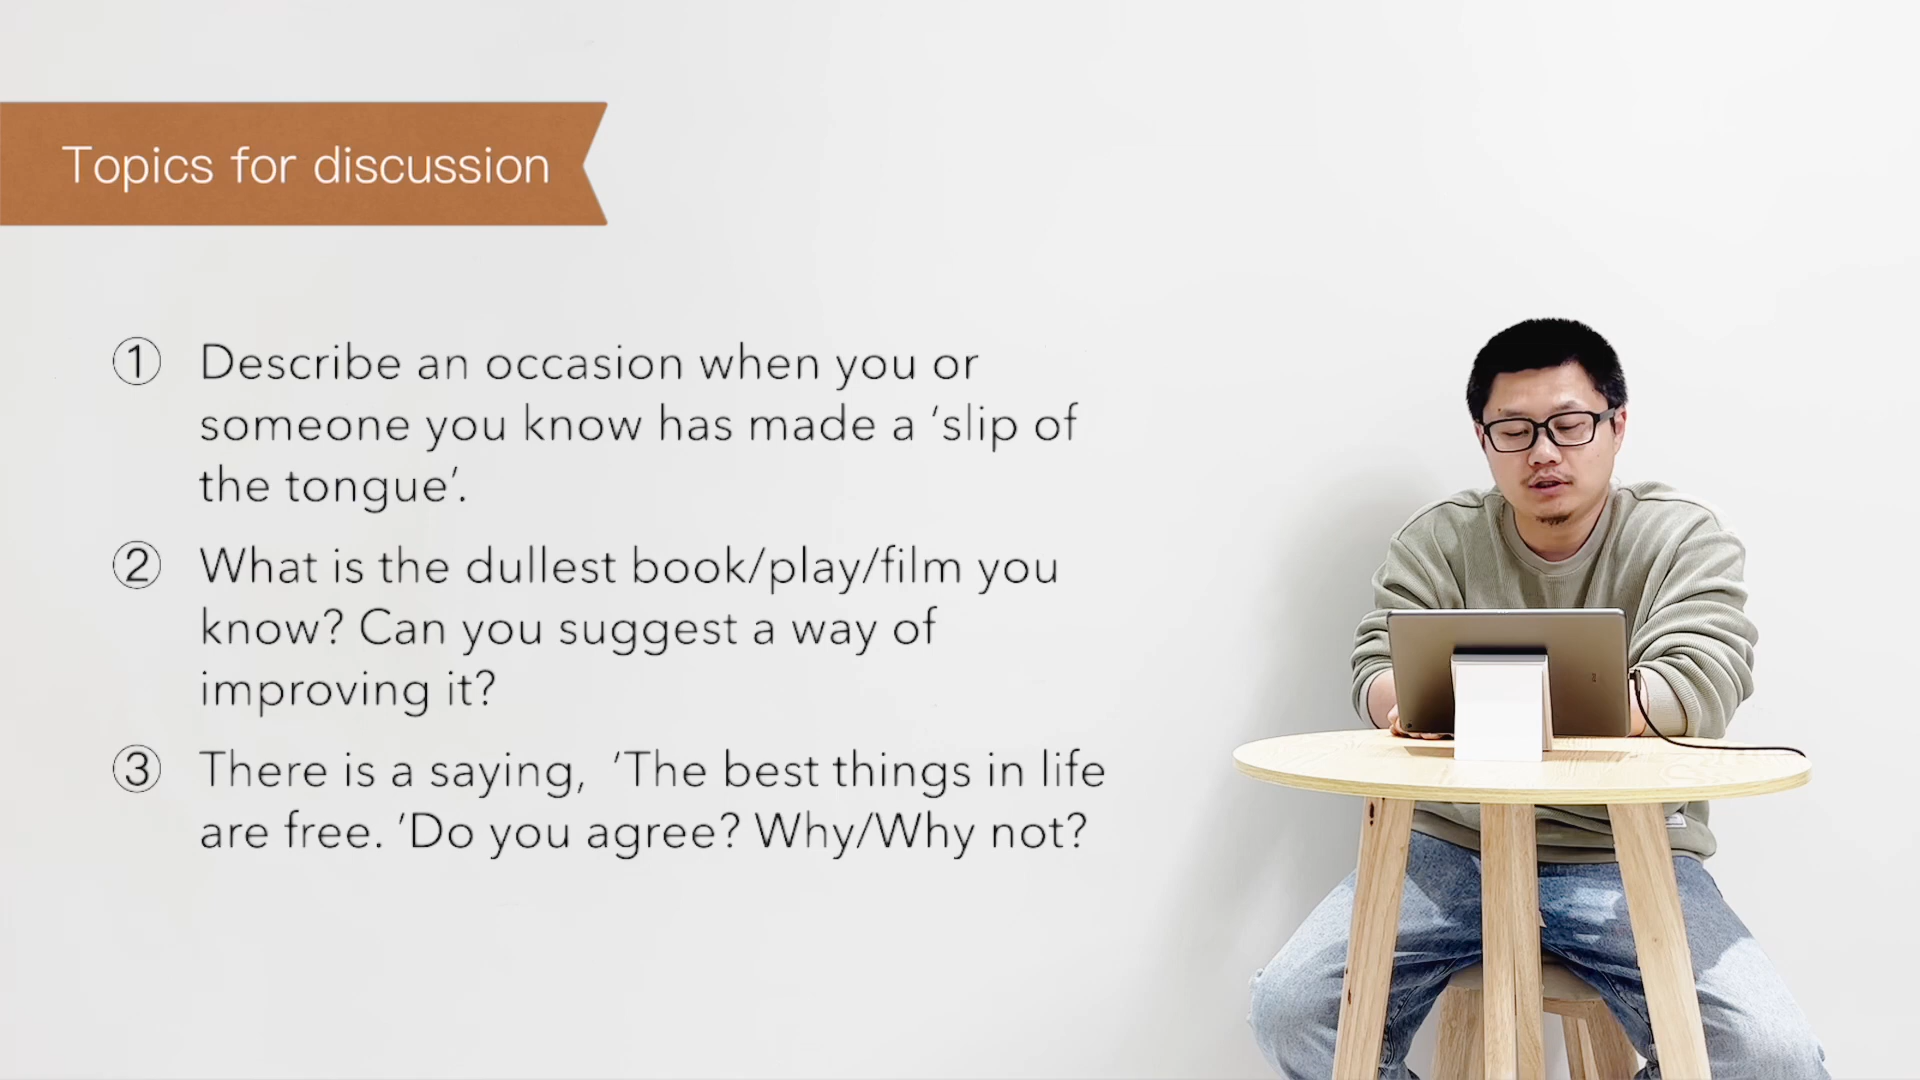 Topics for discussion
① Describe an occasion when you or
someone you know has made a ‘slip of
the tongue’.
② What is the dullest book/play/film you
know? Can you suggest a way of
improving it?
③ There is a saying, ‘The best things in life
are free. ’Do you agree? Why/Why not?